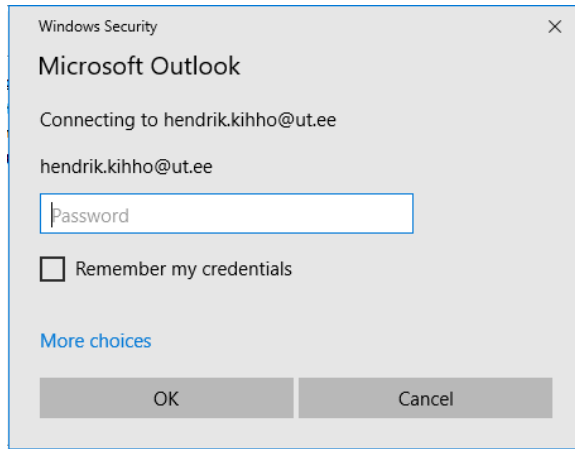 Windows Security
Microsoft Outlook
Connecting to hendrik.kihho@ut.ee
hendrik.kihho@ut.ee
Password
Remember my credentials
More choices
OK
Cancel